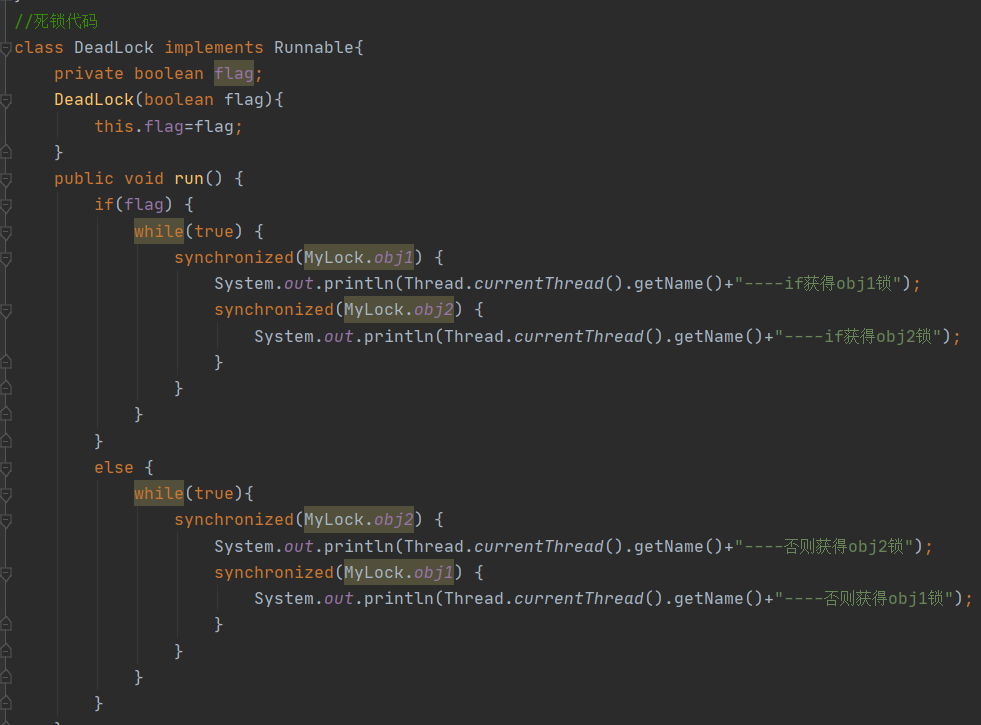 //死锁代码
class DeadLock implements Runnable{
    private boolean flag;
    DeadLock(boolean flag){
        this.flag=flag;
    }
    public void run() {
        if(flag) {
            while(true) {
                synchronized(MyLock.obj1) {
                    System.out.println(Thread.currentThread().getName()+"----if获得obj1锁");
                    synchronized(MyLock.obj2) {
                        System.out.println(Thread.currentThread().getName()+"----if获得obj2锁");
                    }
                }
            }
        }
        else {
            while(true){
                synchronized(MyLock.obj2) {
                    System.out.println(Thread.currentThread().getName()+"----否则获得obj2锁");
                    synchronized(MyLock.obj1) {
                        System.out.println(Thread.currentThread().getName()+"----否则获得obj1锁");
                    }
                }
            }
        }